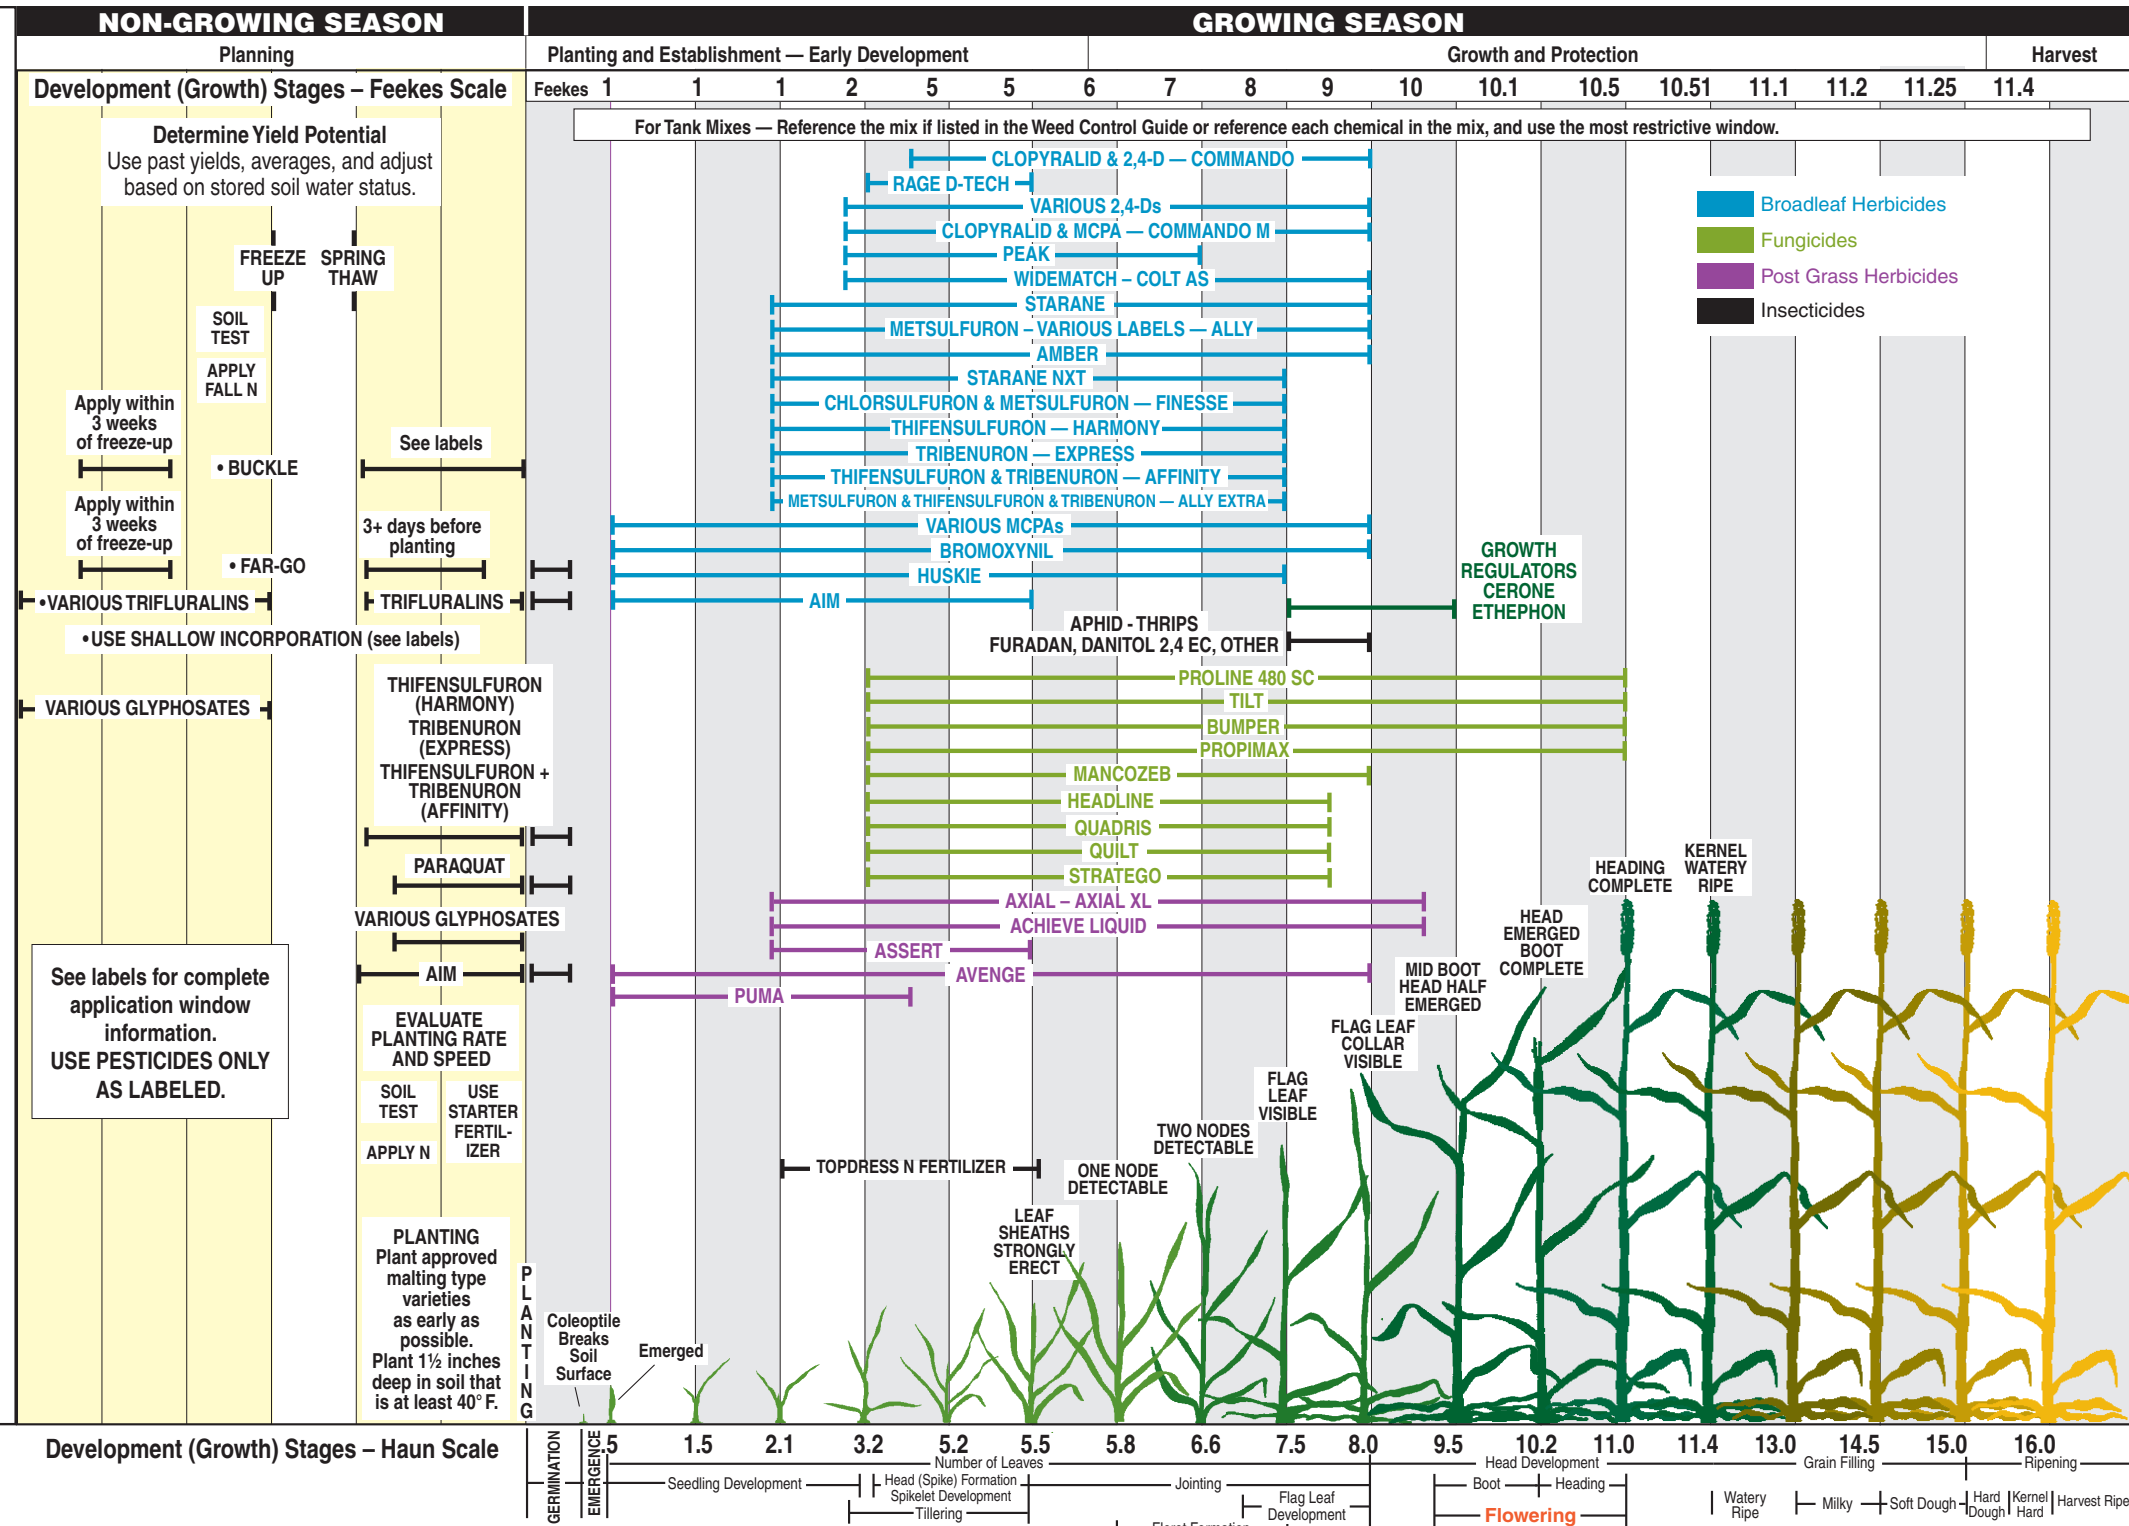 NON-GROWING SEASON
GROWING SEASON
Planning
Planting and Establishment — Early Development
Growth and Protection
Harvest
Development (Growth) Stages – Feekes Scale
Feekes 1 1 1 2 5 5 6 7 8 9 10 10.1 10.5 10.51 11.1 11.2 11.25 11.4
For Tank Mixes — Reference the mix if listed in the Weed Control Guide or reference each chemical in the mix, and use the most restrictive window.
Determine Yield Potential
Use past yields, averages, and adjust
based on stored soil water status.
FREEZE
UP
SPRING
THAW
SOIL
TEST
APPLY
FALL N
Apply within
3 weeks
of freeze-up
• BUCKLE
See labels
Apply within
3 weeks
of freeze-up
• FAR-GO
3+ days before
planting
•VARIOUS TRIFLURALINS
TRIFLURALINS
•USE SHALLOW INCORPORATION (see labels)
VARIOUS GLYPHOSATES
THIFENSULFURON
(HARMONY)
TRIBENURON
(EXPRESS)
THIFENSULFURON +
TRIBENURON
(AFFINITY)
PARAQUAT
VARIOUS GLYPHOSATES
AIM
See labels for complete
application window
information.
USE PESTICIDES ONLY
AS LABELED.
EVALUATE
PLANTING RATE
AND SPEED
SOIL
TEST
APPLY N
USE
STARTER
FERTIL-
IZER
PLANTING
Plant approved
malting type
varieties
as early as
possible.
Plant 1½ inches
deep in soil that
is at least 40° F.
PLANTING
CLOPYRALID & 2,4-D — COMMANDO
RAGE D-TECH
VARIOUS 2,4-Ds
CLOPYRALID & MCPA — COMMANDO M
PEAK
WIDEMATCH – COLT AS
STARANE
METSULFURON – VARIOUS LABELS — ALLY
AMBER
STARANE NXT
CHLORSULFURON & METSULFURON — FINESSE
THIFENSULFURON — HARMONY
TRIBENURON — EXPRESS
THIFENSULFURON & TRIBENURON — AFFINITY
METSULFURON & THIFENSULFURON & TRIBENURON — ALLY EXTRA
VARIOUS MCPAs
BROMOXYNIL
HUSKIE
AIM
Broadleaf Herbicides
Fungicides
Post Grass Herbicides
Insecticides
GROWTH
REGULATORS
CERONE
ETHEPHON
APHID - THRIPS
FURADAN, DANITOL 2,4 EC, OTHER
PROLINE 480 SC
TILT
BUMPER
PROPIMAX
MANCOZEB
HEADLINE
QUADRIS
QUILT
STRATEGO
AXIAL – AXIAL XL
ACHIEVE LIQUID
ASSERT
AVENGE
PUMA
TOPDRESS N FERTILIZER
Coleoptile
Breaks
Soil
Surface
Emerged
LEAF
SHEATHS
STRONGLY
ERECT
ONE NODE
DETECTABLE
TWO NODES
DETECTABLE
FLAG
LEAF
VISIBLE
FLAG LEAF
COLLAR
VISIBLE
MID BOOT
HEAD HALF
EMERGED
HEAD
EMERGED
BOOT
COMPLETE
HEADING
COMPLETE
KERNEL
WATERY
RIPE
Development (Growth) Stages – Haun Scale
.5 1.5 2.1 3.2 5.2 5.5 5.8 6.6 7.5 8.0 9.5 10.2 11.0 11.4 13.0 14.5 15.0 16.0
GERMINATION
EMERGENCE
Number of Leaves
Head Development
Grain Filling
Ripening
Seedling Development
Head (Spike) Formation
Spikelet Development
Tillering
Jointing
Flag Leaf
Development
Boot
Heading
Flowering
Watery
Ripe
Milky
Soft Dough
Hard
Dough
Kernel
Hard
Harvest Ripe